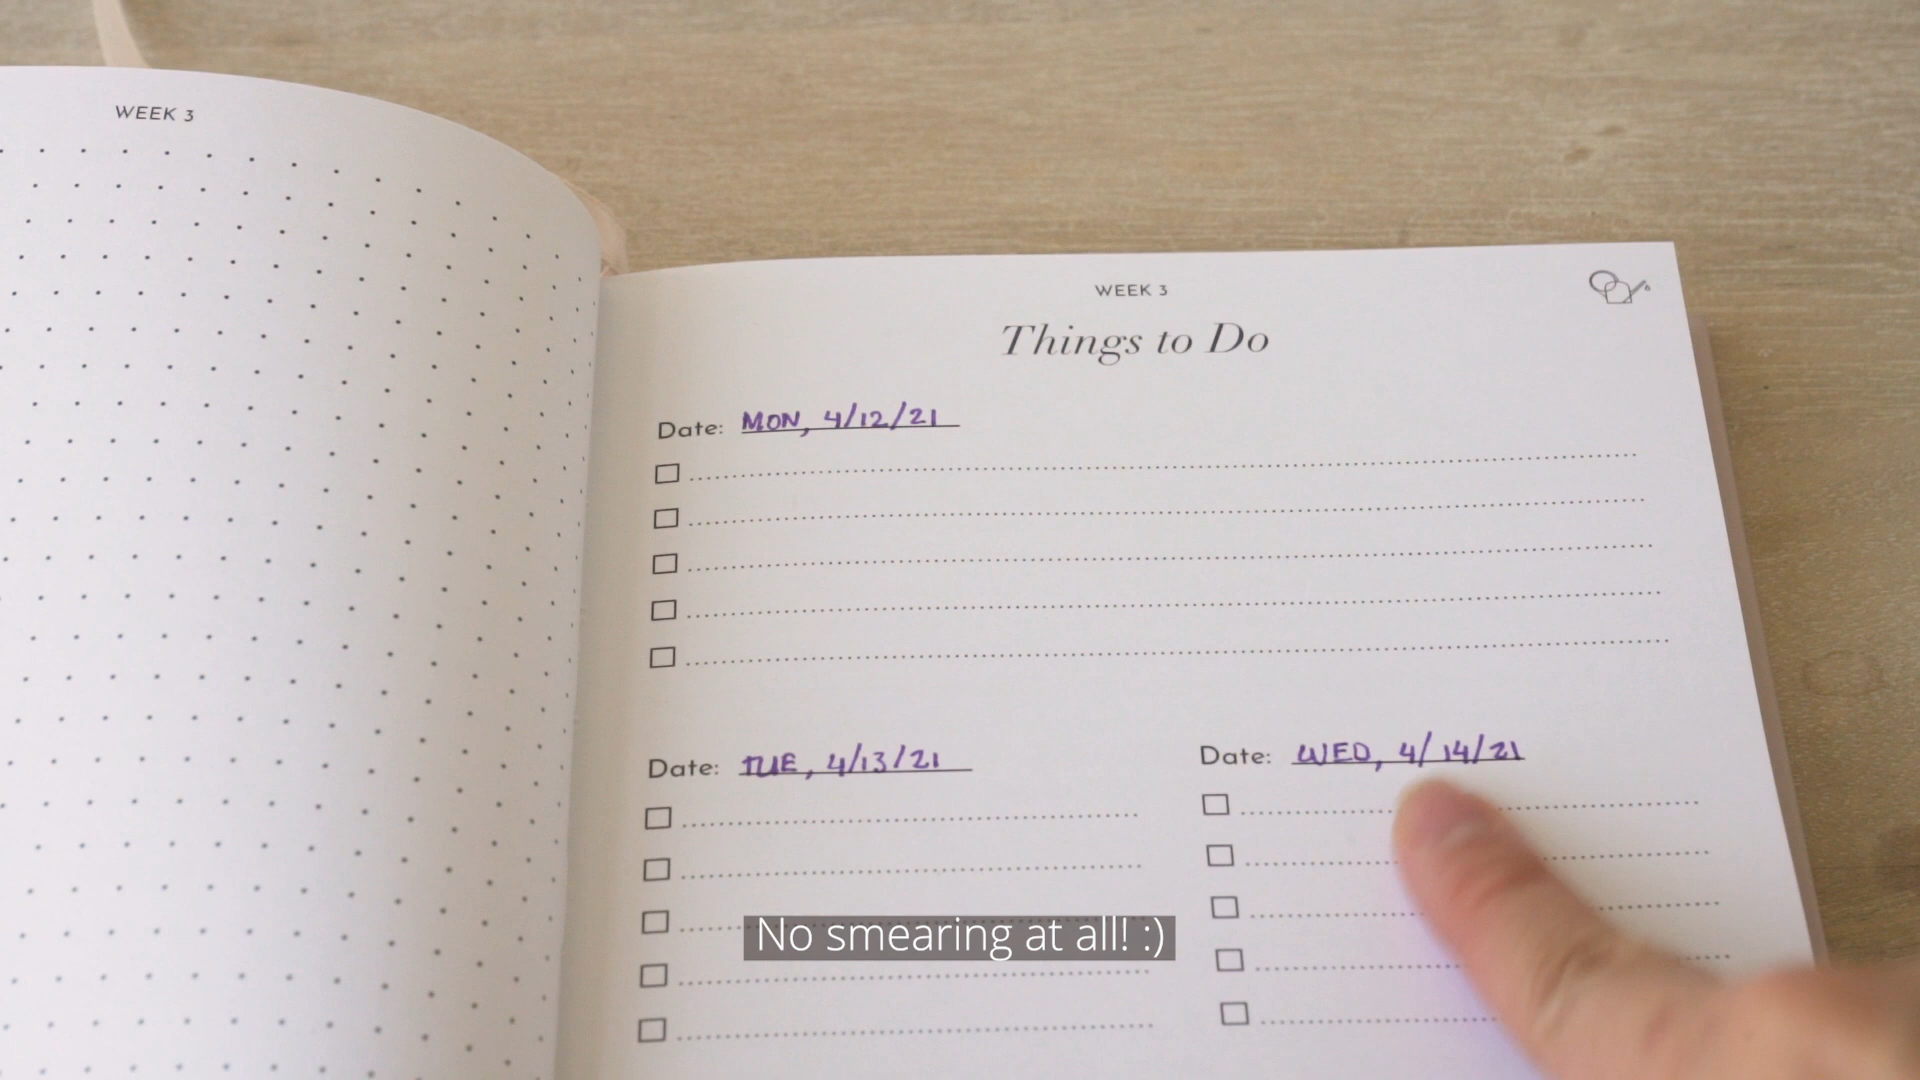 WEEK 3
WEEK 3
Things to Do
Date: MON, 4/12/21
Date: TUE, 4/13/21
Date: WED, 4/14/21
No smearing at all! :)